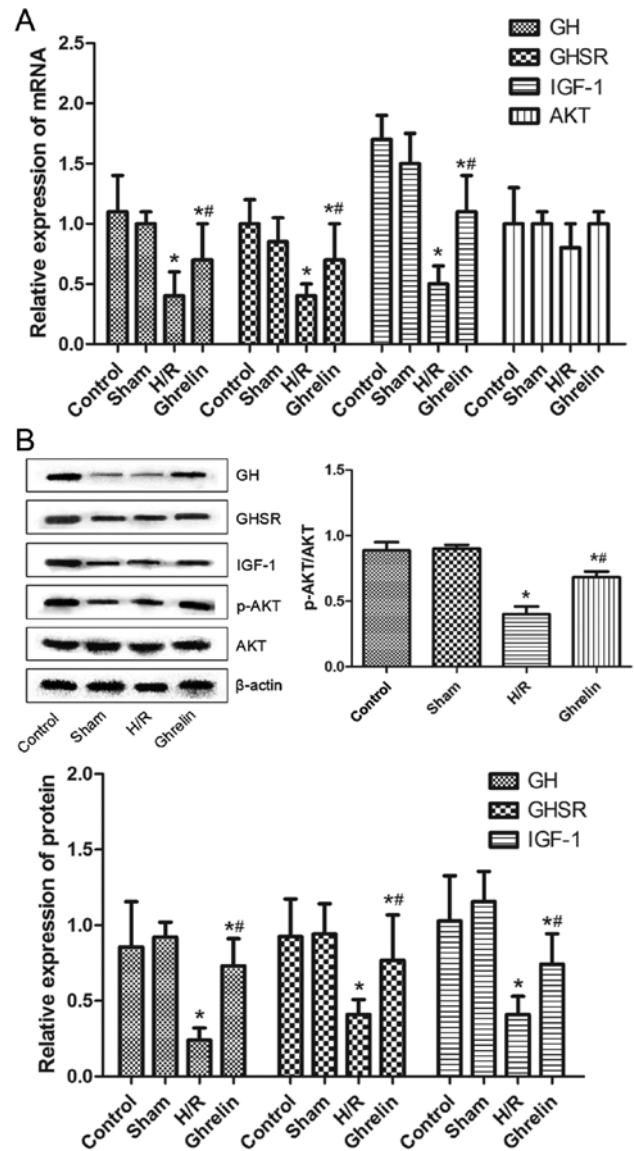 A
Relative expression of mRNA
2.5
2.0
1.5
1.0
0.5
0.0
GH
GHSR
IGF-1
AKT
*
*#
*
*#
*
*#
Control
Sham
H/R
Ghrelin
Control
Sham
H/R
Ghrelin
Control
Sham
H/R
Ghrelin
Control
Sham
H/R
Ghrelin
B
GH
GHSR
IGF-1
p-AKT
AKT
β-actin
Control
Sham
H/R
Ghrelin
p-AKT/AKT
1.5
1.0
0.5
0.0
*
*#
Control
Sham
H/R
Ghrelin
Relative expression of protein
2.0
1.5
1.0
0.5
0.0
GH
GHSR
IGF-1
*
*#
*
*#
*
*#
Control
Sham
H/R
Ghrelin
Control
Sham
H/R
Ghrelin
Control
Sham
H/R
Ghrelin